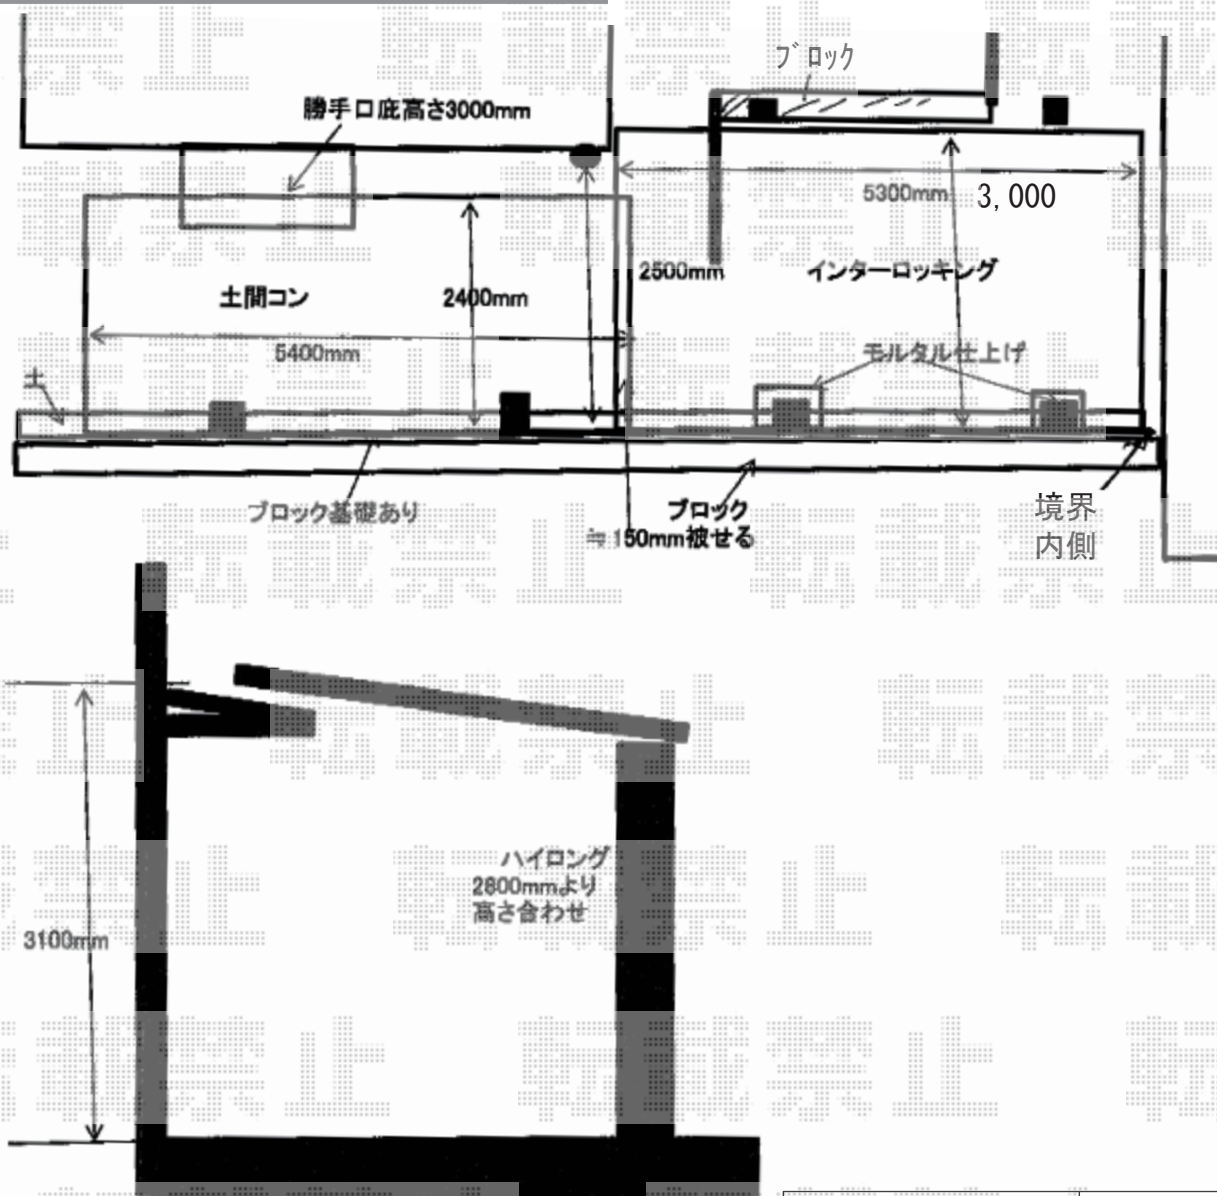 ブロック
勝手口庇高さ3000mm
5300mm
3,000
2500mm
インターロッキング
土間コン
2400mm
5400mm
モルタル仕上げ
土
ブロック基礎あり
ブロック
≒150mm被せる
境界
内側
ハイロング
2800mmより
高さ合わせ
3100mm
転載禁止